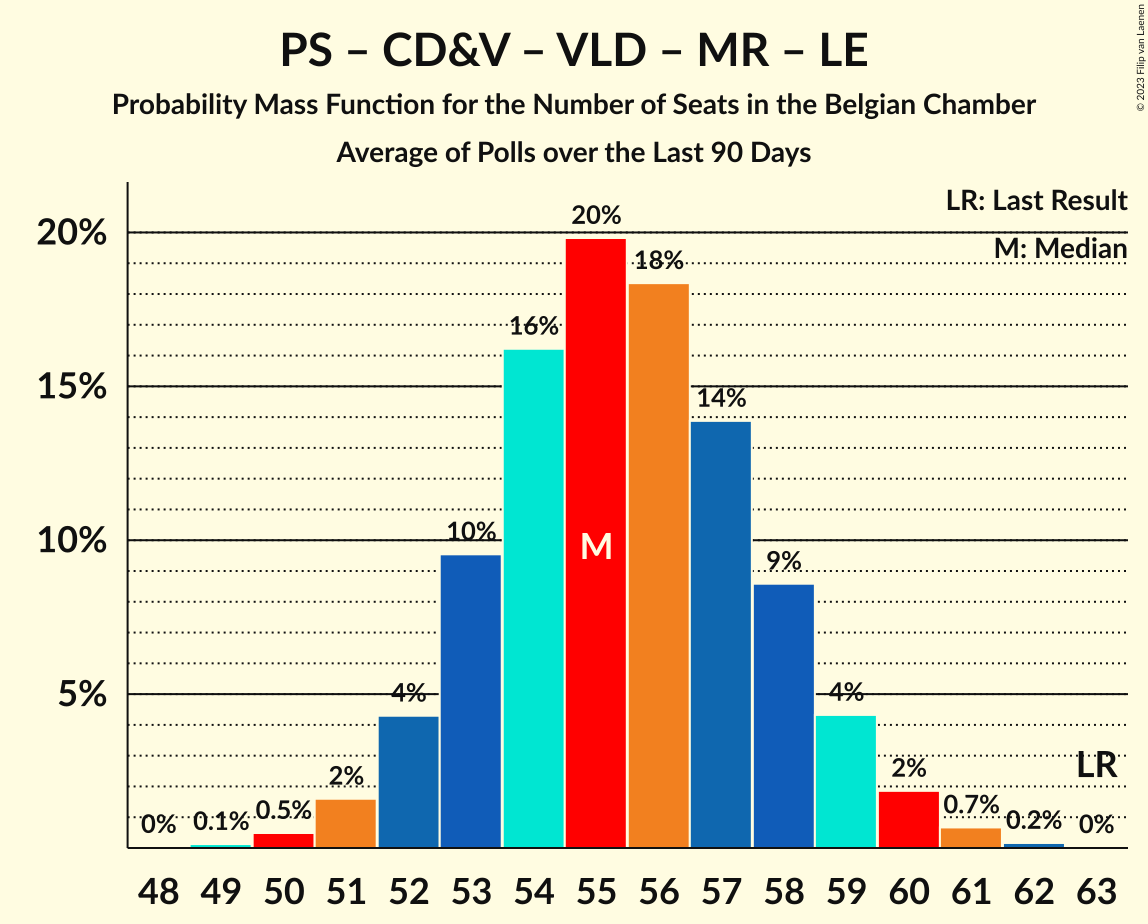 PS – CD&V – VLD – MR – LE
Probability Mass Function for the Number of Seats in the Belgian Chamber
Average of Polls over the Last 90 Days
© 2023 Filip van Laenen
LR: Last Result
M: Median
20%
15%
10%
5%
0%
0.1%
0.5%
2%
4%
10%
16%
20%
18%
14%
9%
4%
2%
0.7%
0.2%
0%
M
LR
48 49 50 51 52 53 54 55 56 57 58 59 60 61 62 63